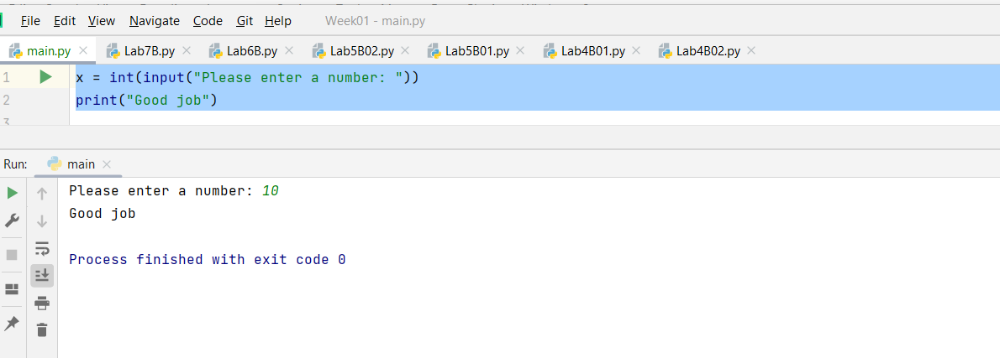 File Edit View Navigate Code Git Help Week01 - main.py
main.py Lab7B.py Lab6B.py Lab5B02.py Lab5B01.py Lab4B01.py Lab4B02.py
1 x = int(input("Please enter a number: "))
2 print("Good job")
3
Run: main
Please enter a number: 10
Good job
Process finished with exit code 0